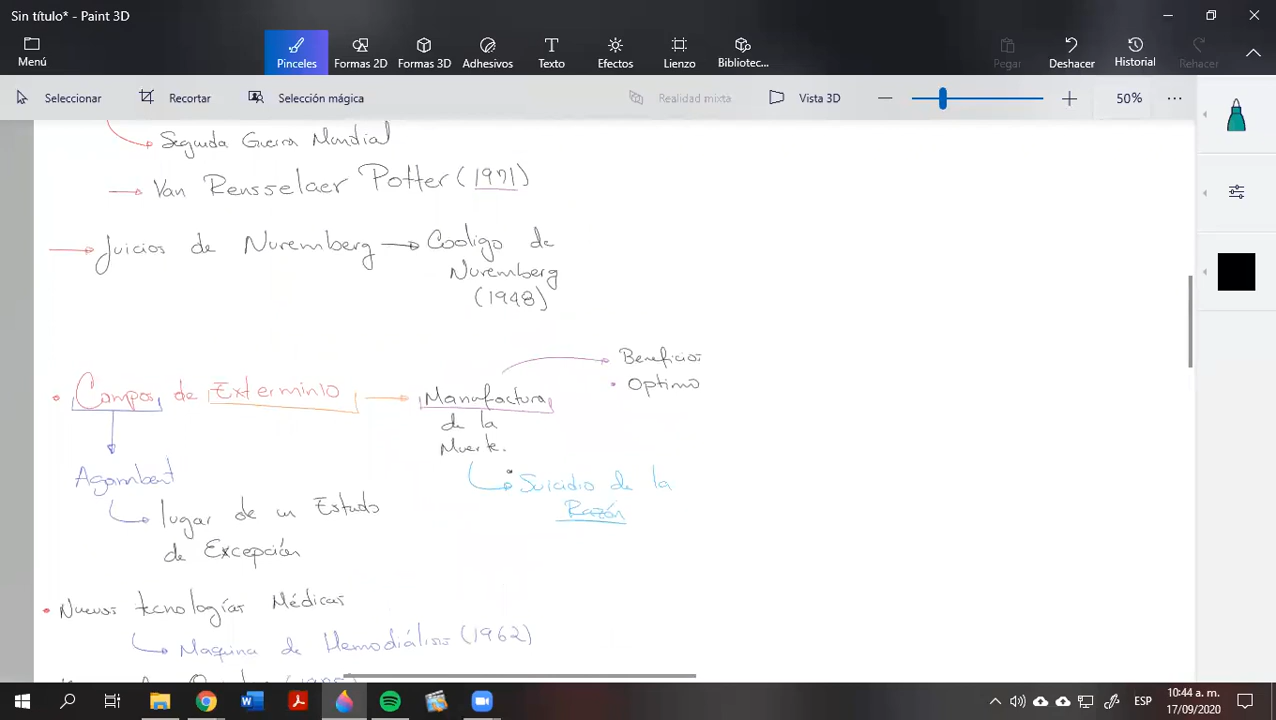 Sin título* - Paint 3D
Menú
Pinceles
Formas 2D
Formas 3D
Adhesivos
Texto
Efectos
Lienzo
Bibliotec...
Pegar
Deshacer
Historial
Rehacer
Seleccionar
Recortar
Selección mágica
Realidad mixta
Vista 3D
50%
Segunda Guerra Mundial
Van Rensselaer Potter (1971)
Juicios de Nuremberg → Codigo de
Nuremberg
(1948)
Beneficios
• Optimo
• Campos de Exterminio → Manufactura
de la
Muerte.
Agambent
Suicidio de la
Razón
lugar de un Estado
de Excepción
• Nuevas tecnologías Médicas
Maquina de Hemodiálisis (1962)
ESP
10:44 a. m.
17/09/2020